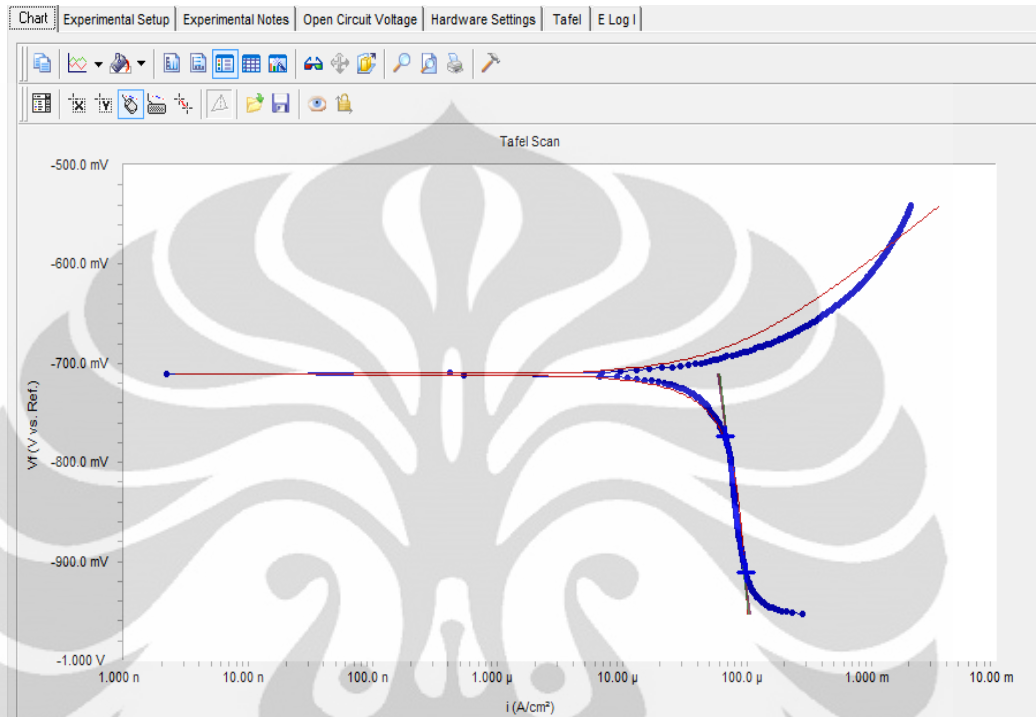 Chart Experimental Setup Experimental Notes Open Circuit Voltage Hardware Settings Tafel E Log I
Tafel Scan
-500.0 mV
-600.0 mV
-700.0 mV
-800.0 mV
-900.0 mV
-1.000 V
Vf (V vs. Ref.)
1.000 n 10.00 n 100.0 n 1.000 µ 10.00 µ 100.0 µ 1.000 m 10.00 m
i (A/cm²)